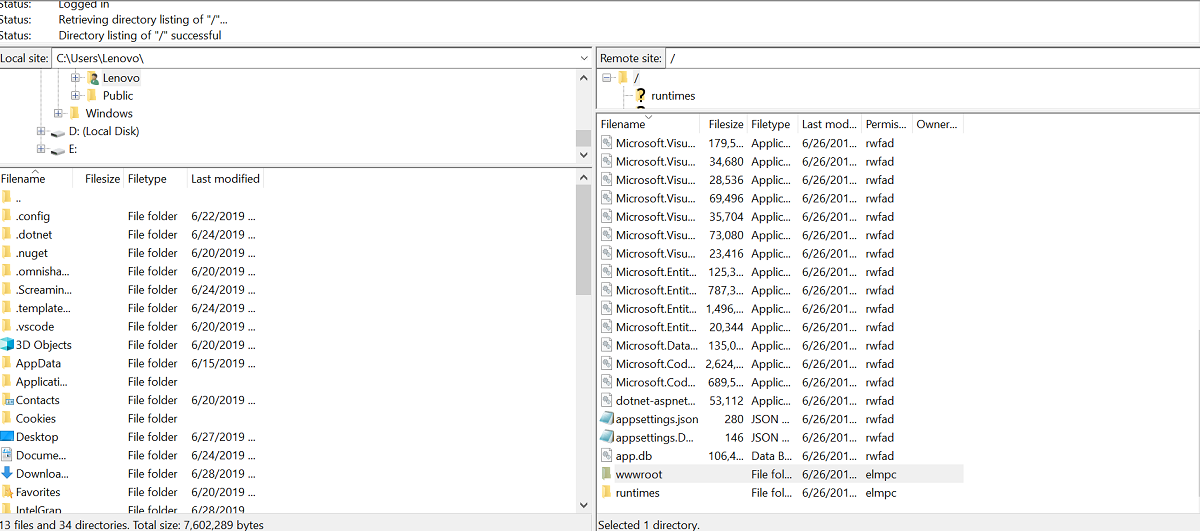 Status: Logged in
Status: Retrieving directory listing of "/"...
Status: Directory listing of "/" successful
Local site: C:\Users\Lenovo\
Lenovo
Public
Windows
D: (Local Disk)
E:
Filename Filesize Filetype Last modified
..
.config File folder 6/22/2019 ...
.dotnet File folder 6/24/2019 ...
.nuget File folder 6/20/2019 ...
.omnisha... File folder 6/20/2019 ...
.Screamin... File folder 6/24/2019 ...
.template... File folder 6/24/2019 ...
.vscode File folder 6/20/2019 ...
3D Objects File folder 6/20/2019 ...
AppData File folder 6/15/2019 ...
Applicati... File folder
Contacts File folder 6/20/2019 ...
Cookies File folder
Desktop File folder 6/27/2019 ...
Docume... File folder 6/24/2019 ...
Downloa... File folder 6/28/2019 ...
Favorites File folder 6/20/2019 ...
IntelGrap File folder 6/28/2019 ...
13 files and 34 directories. Total size: 7,602,289 bytes
Remote site: /
/
? runtimes
Filename Filesize Filetype Last mod... Permis... Owner...
Microsoft.Visu... 179,5... Applic... 6/26/201... rwfad
Microsoft.Visu... 34,680 Applic... 6/26/201... rwfad
Microsoft.Visu... 28,536 Applic... 6/26/201... rwfad
Microsoft.Visu... 69,496 Applic... 6/26/201... rwfad
Microsoft.Visu... 35,704 Applic... 6/26/201... rwfad
Microsoft.Visu... 73,080 Applic... 6/26/201... rwfad
Microsoft.Visu... 23,416 Applic... 6/26/201... rwfad
Microsoft.Entit... 125,3... Applic... 6/26/201... rwfad
Microsoft.Entit... 787,3... Applic... 6/26/201... rwfad
Microsoft.Entit... 1,496,... Applic... 6/26/201... rwfad
Microsoft.Entit... 20,344 Applic... 6/26/201... rwfad
Microsoft.Data... 135,0... Applic... 6/26/201... rwfad
Microsoft.Cod... 2,624,... Applic... 6/26/201... rwfad
Microsoft.Cod... 689,5... Applic... 6/26/201... rwfad
dotnet-aspnet... 53,112 Applic... 6/26/201... rwfad
appsettings.json 280 JSON ... 6/26/201... rwfad
appsettings.D... 146 JSON ... 6/26/201... rwfad
app.db 106,4... Data B... 6/26/201... rwfad
wwwroot File fol... 6/26/201... elmpc
runtimes File fol... 6/26/201... elmpc
Selected 1 directory.